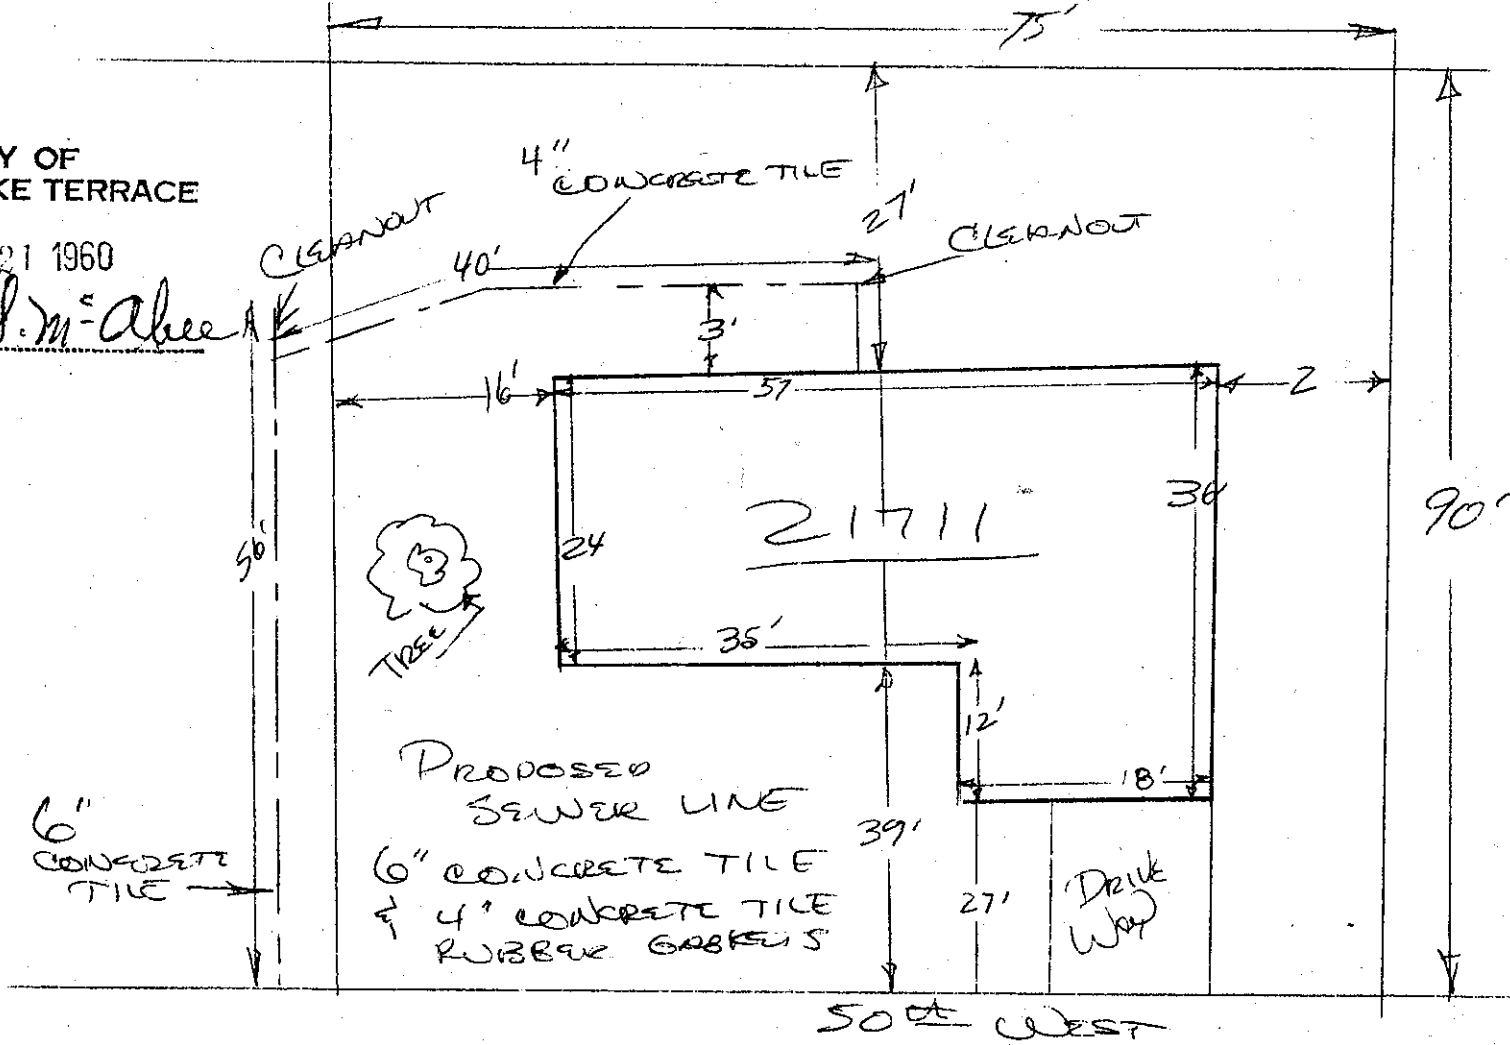 75'
Y OF
KE TERRACE
21 1960
CLEANOUT
4"
CONCRETE TILE
40'
27'
CLEANOUT
3'
16'
57
2
24
21711
36'
90'
56'
TREE
35'
12'
18'
PROPOSED
SEWER LINE
6" CONCRETE TILE
& 4" CONCRETE TILE
RUBBER GASKETS
6"
CONCRETE
TILE
39'
27'
DRIVE
WAY
50th WEST